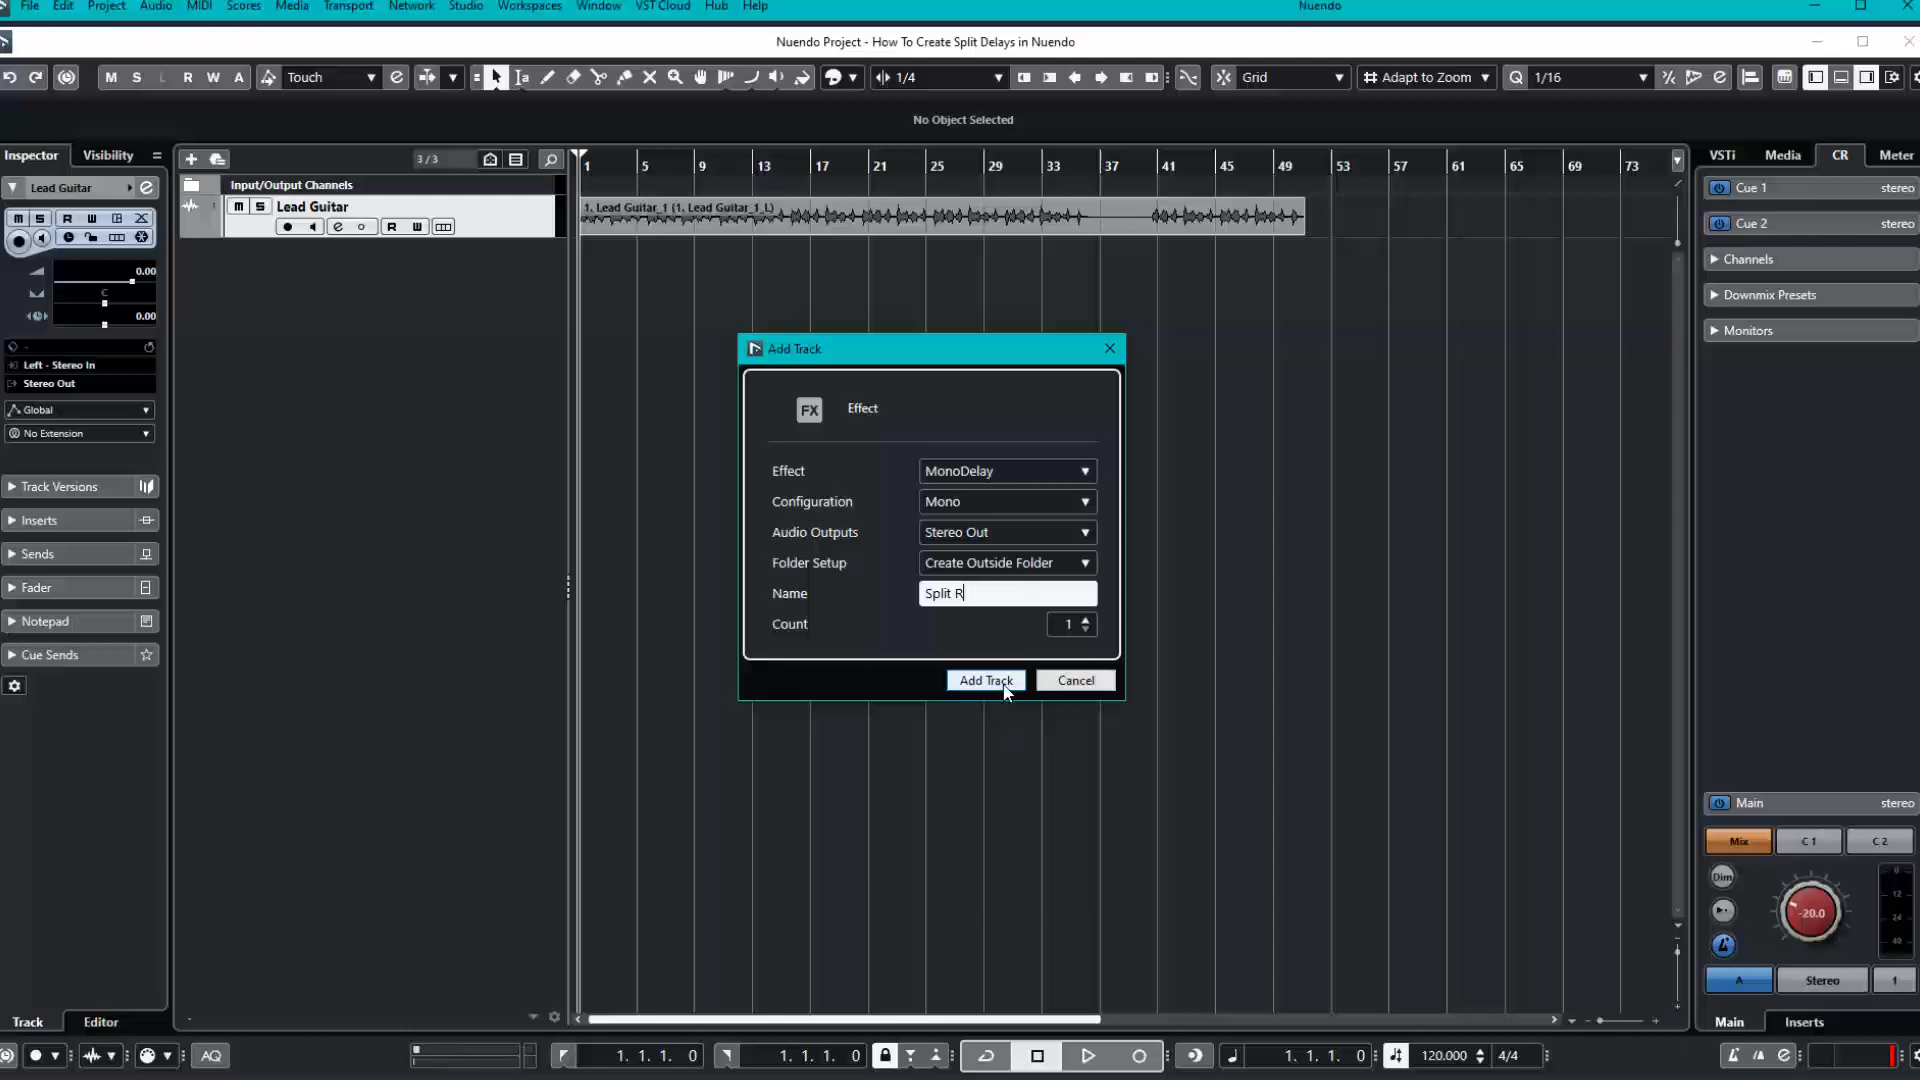 File Edit Project Audio MIDI Scores Media Transport Network Studio Workspaces Window VST Cloud Hub Help
Nuendo
Nuendo Project - How To Create Split Delays in Nuendo
M S L R W A Touch 1/4 Grid Adapt to Zoom 1/16
No Object Selected
Inspector Visibility
3/3
1 5 9 13 17 21 25 29 33 37 41 45 49 53 57 61 65 69 73
VSTi Media CR Meter
Lead Guitar
Input/Output Channels
m S Lead Guitar
R W
1. Lead Guitar_1 (1. Lead Guitar_1_L)
m S R W
0.00
C
0.00
Left - Stereo In
Stereo Out
Global
No Extension
Track Versions
Inserts
Sends
Fader
Notepad
Cue Sends
Add Track
FX Effect
Effect MonoDelay
Configuration Mono
Audio Outputs Stereo Out
Folder Setup Create Outside Folder
Name Split R
Count 1
Add Track Cancel
Cue 1 stereo
Cue 2 stereo
Channels
Downmix Presets
Monitors
Main stereo
Mix C 1 C 2
Dim
-20.0
0
12
24
40
A Stereo 1
Track Editor
Main Inserts
AQ
1. 1. 1. 0
1. 1. 1. 0
1. 1. 1. 0
120.000
4/4